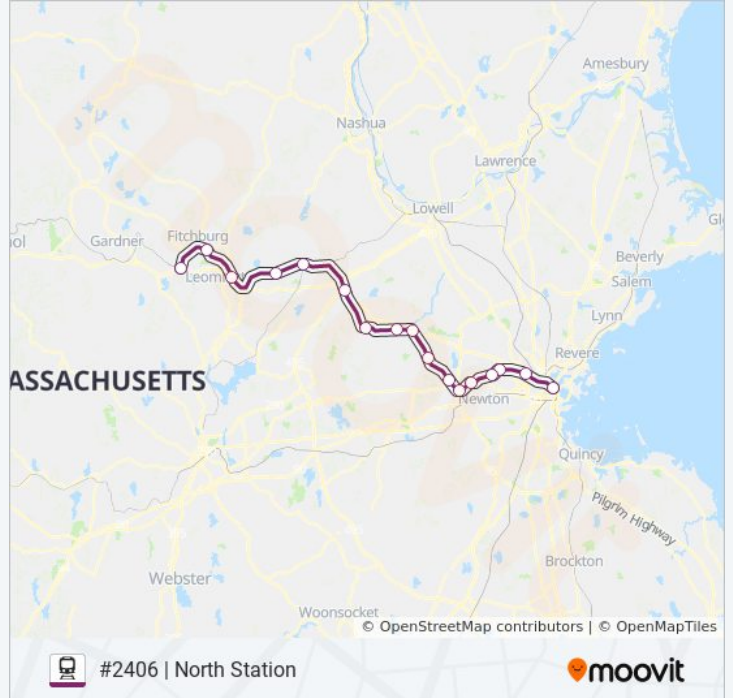 Amesbury
Nashua
Lawrence
Lowell
Gl
ol
Gardner
Fitchburg
Beverly
Leom
Salem
Lynn
Revere
ASSACHUSETTS
Newton
Quincy
Pilgrim Highway
Brockton
Webster
Woonsocket
© OpenStreetMap contributors | © OpenMapTiles
#2406 | North Station
moovit